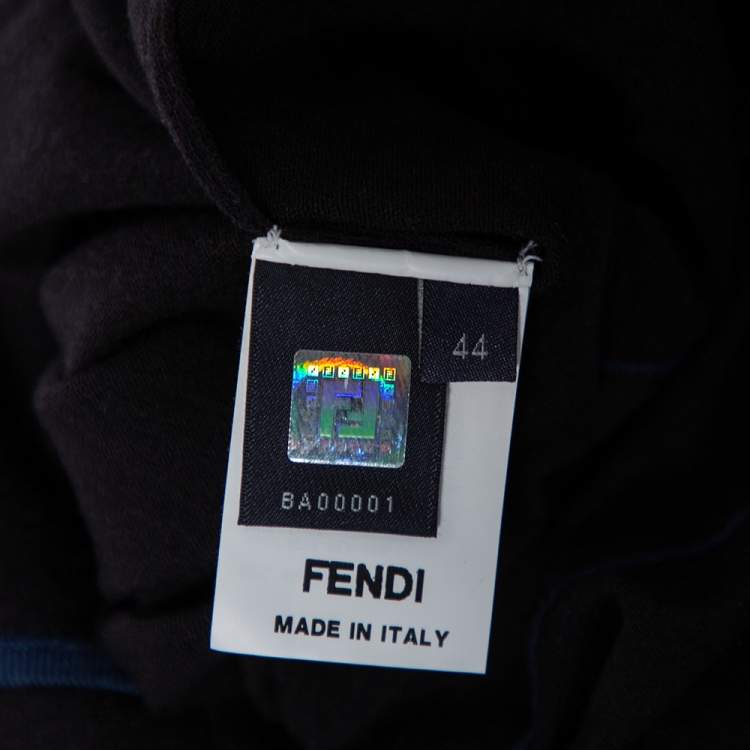 44
BA00001
FENDI
MADE IN ITALY